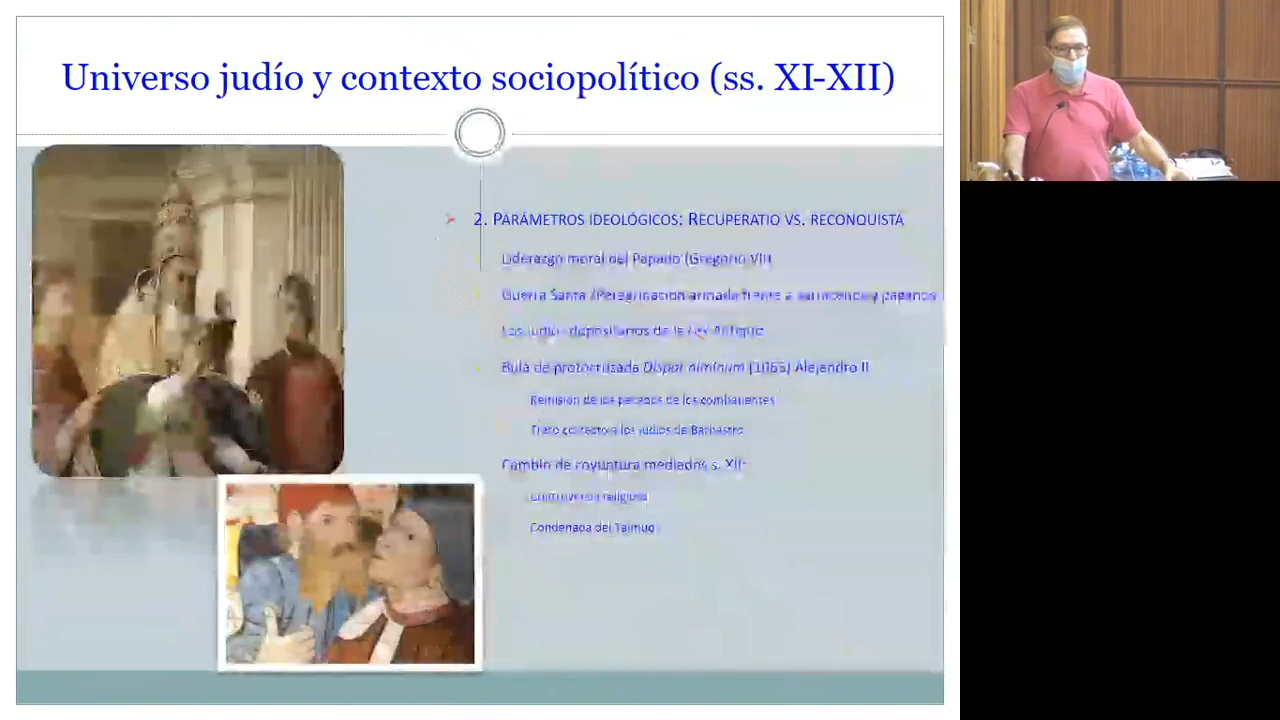 Universo judío y contexto sociopolítico (ss. XI-XII)
2. PARÁMETROS IDEOLÓGICOS: RECUPERATIO VS. RECONQUISTA
Liderazgo moral del Papado (Gregorio VII)
Guerra Santa /Peregrinación armada frente a sarracenos y paganos
Los judíos depositarios de la Ley Antigua
Bula de protocruzada Dispar nimirum (1063) Alejandro II
Remisión de los pecados de los combatientes
Trato correcto a los judíos de Barbastro
Cambio de coyuntura mediados s. XII:
Controversia religiosa
Condenada del Talmud